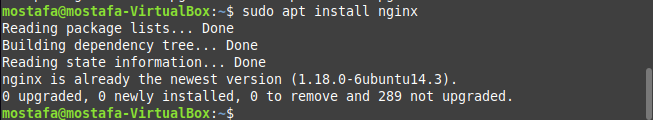 mostafa@mostafa-VirtualBox:~$ sudo apt install nginx
Reading package lists... Done
Building dependency tree... Done
Reading state information... Done
nginx is already the newest version (1.18.0-6ubuntu14.3).
0 upgraded, 0 newly installed, 0 to remove and 289 not upgraded.
mostafa@mostafa-VirtualBox:~$